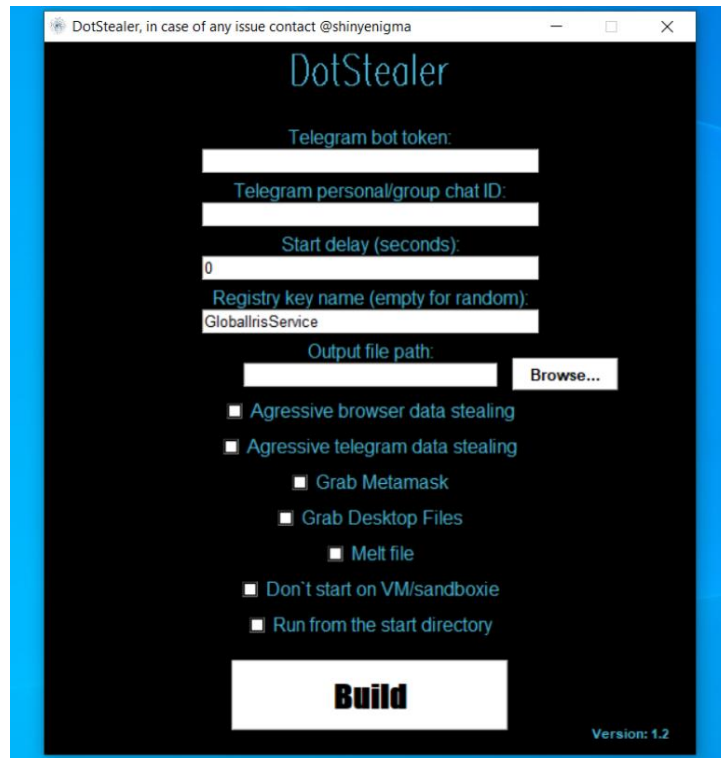 DotStealer, in case of any issue contact @shinyenigma
DotStealer
Telegram bot token:
Telegram personal/group chat ID:
Start delay (seconds):
0
Registry key name (empty for random):
GlobalIrisService
Output file path:
Browse...
Agressive browser data stealing
Agressive telegram data stealing
Grab Metamask
Grab Desktop Files
Melt file
Don`t start on VM/sandboxie
Run from the start directory
Build
Version: 1.2